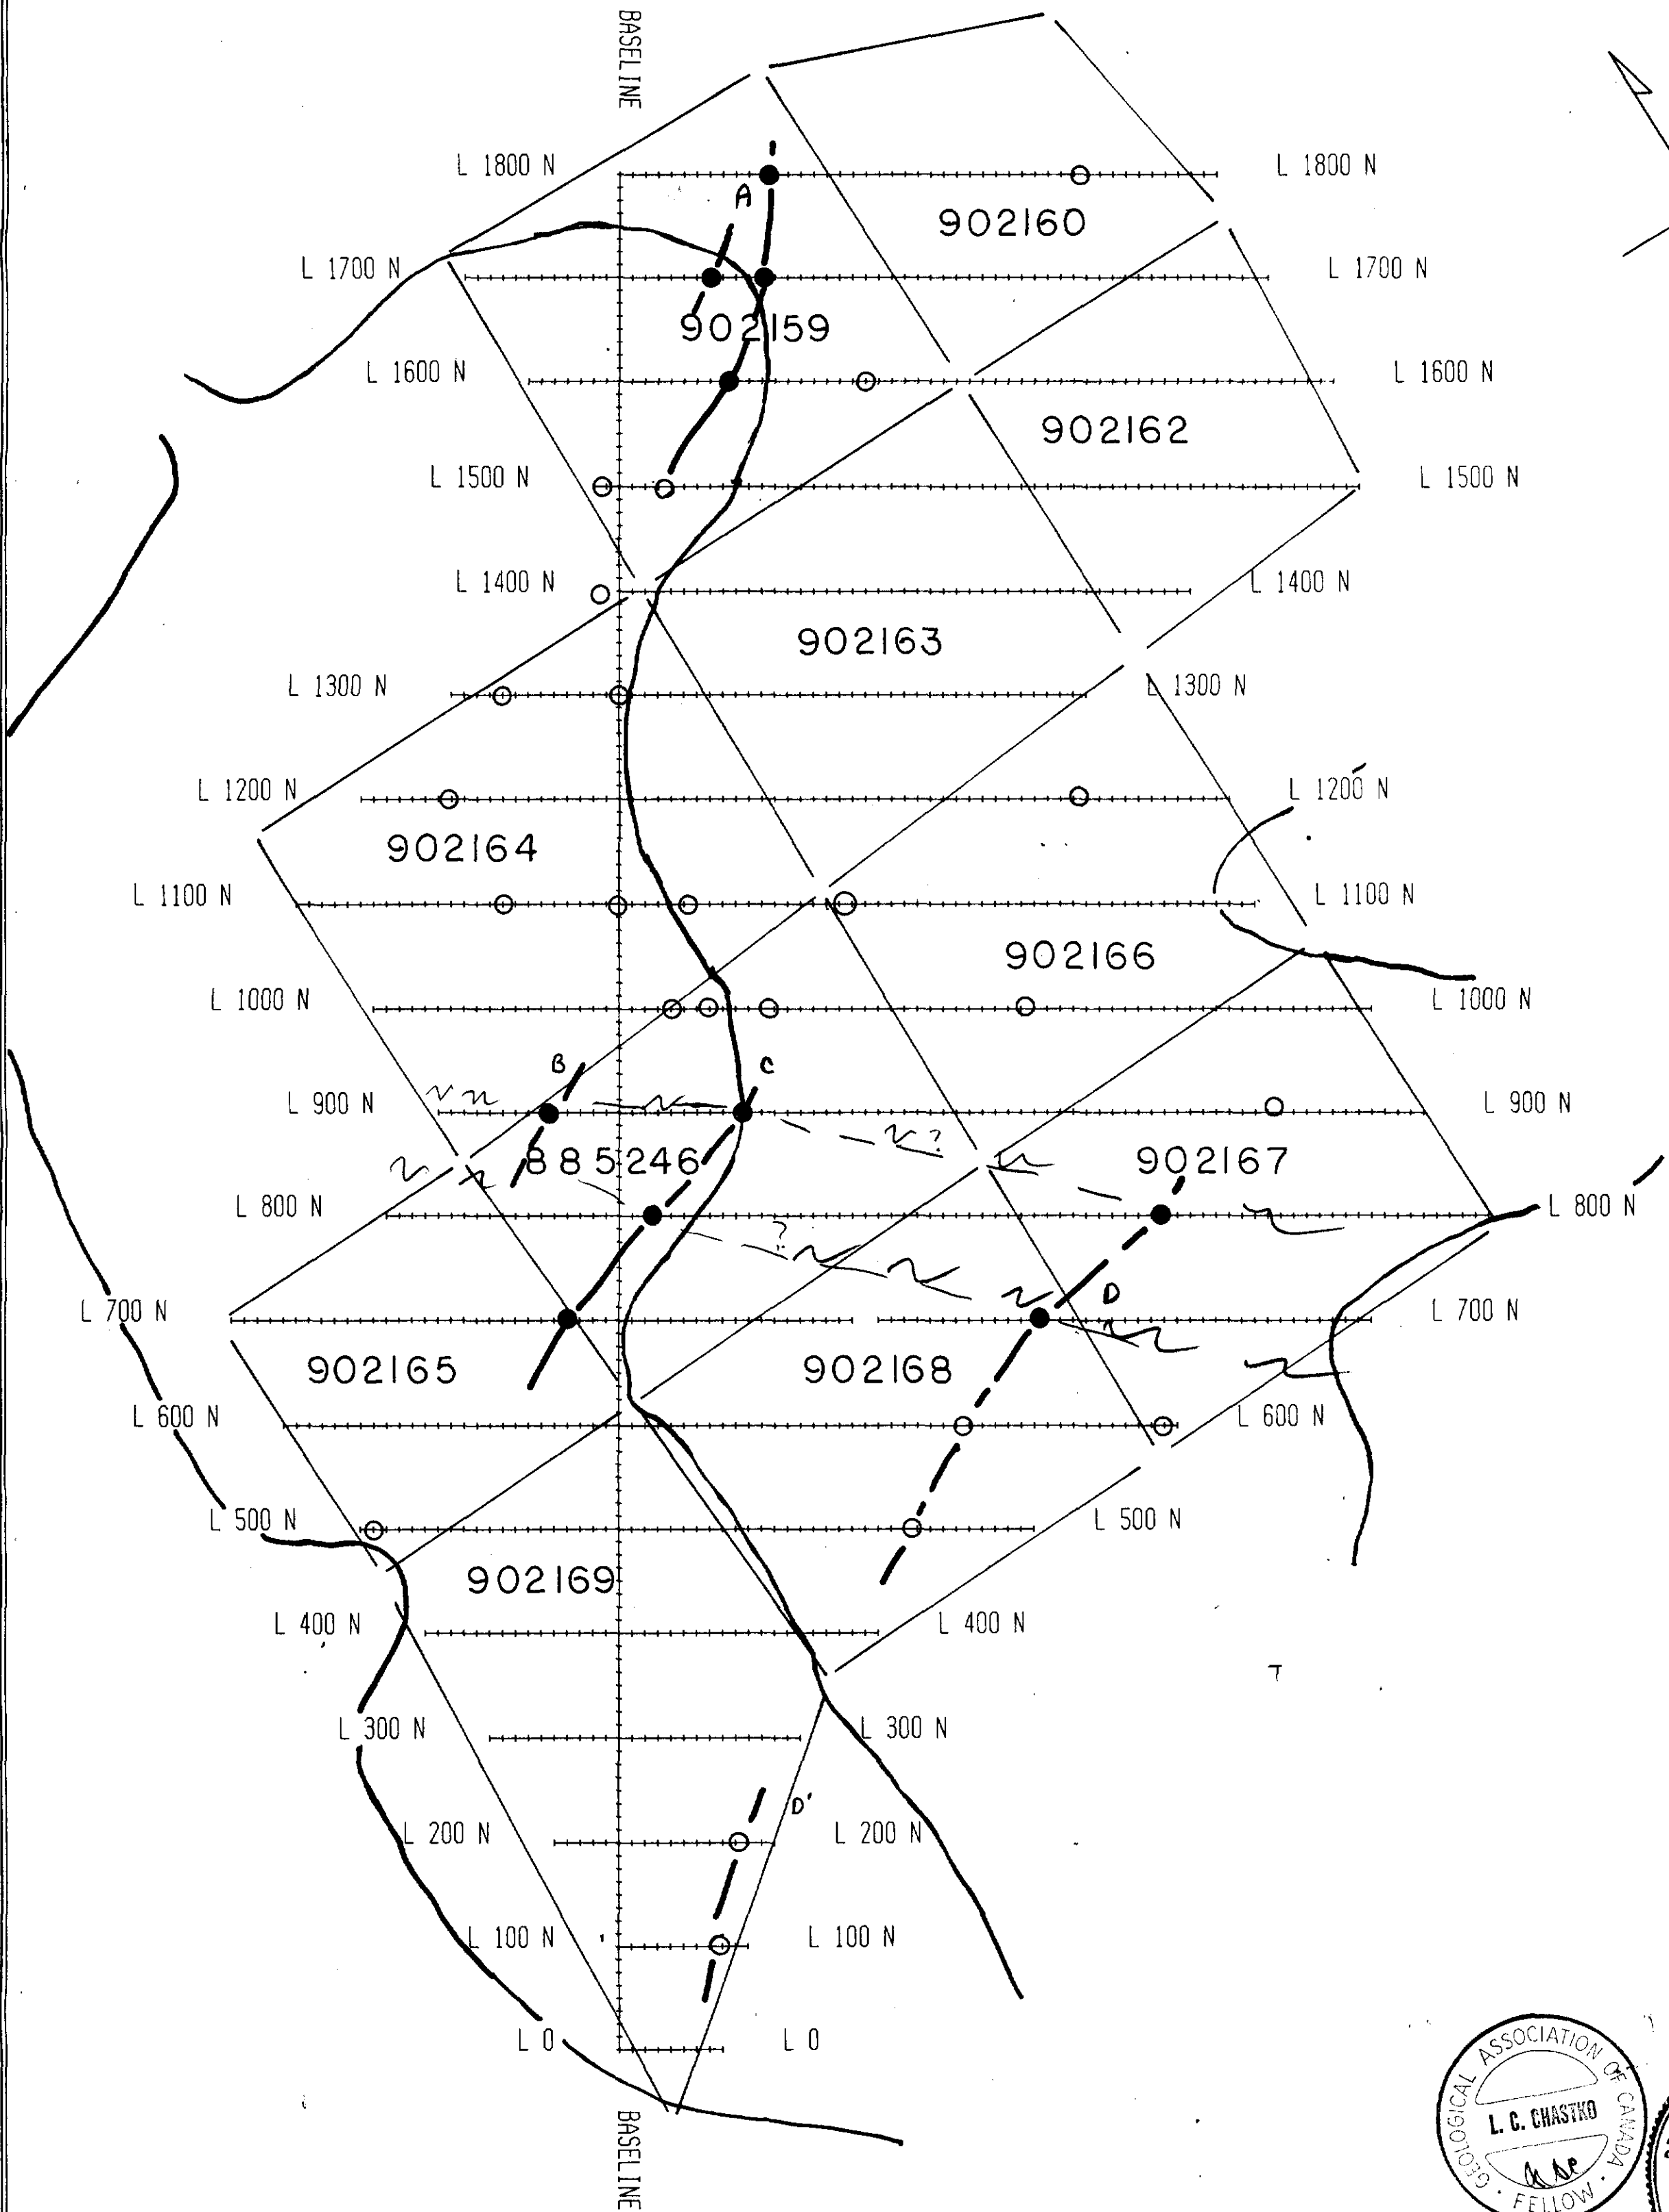 BASELINE
L 1800 N L 1800 N
A
902160
L 1700 N L 1700 N
902159
L 1600 N L 1600 N
902162
L 1500 N L 1500 N
L 1400 N L 1400 N
902163
L 1300 N L 1300 N
L 1200 N L 1200 N
902164
L 1100 N L 1100 N
902166
L 1000 N L 1000 N
B C
L 900 N L 900 N
?
885246 902167
L 800 N L 800 N
?
D
L 700 N L 700 N
902165 902168
L 600 N L 600 N
L 500 N L 500 N
902169
L 400 N L 400 N
L 300 N L 300 N
D'
L 200 N L 200 N
L 100 N L 100 N
L 0 L 0
BASELINE
GEOLOGICAL ASSOCIATION OF CANADA
L. C. CHASTKO
FELLOW